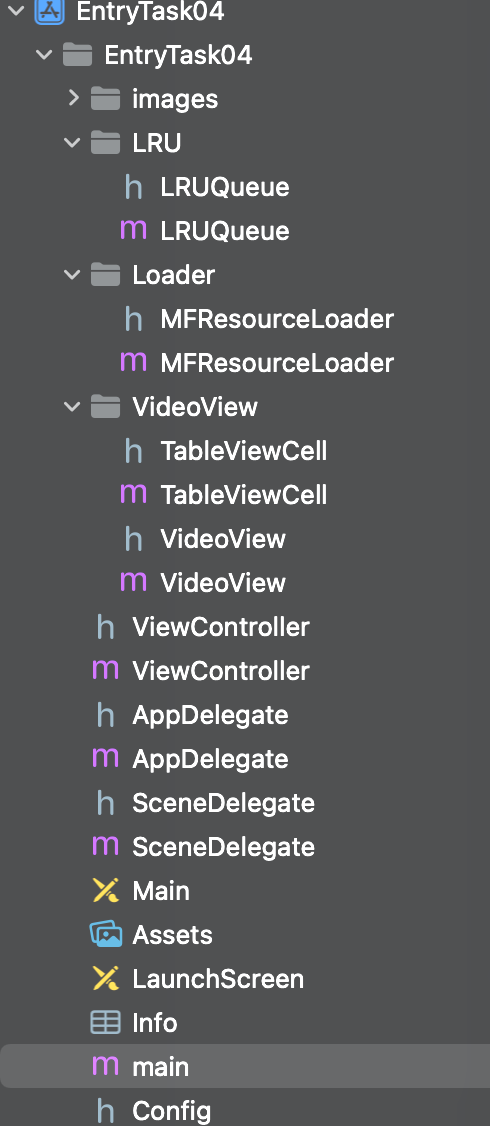 EntryTask04
EntryTask04
images
LRU
h LRUQueue
m LRUQueue
Loader
h MFResourceLoader
m MFResourceLoader
VideoView
h TableViewCell
m TableViewCell
h VideoView
m VideoView
h ViewController
m ViewController
h AppDelegate
m AppDelegate
h SceneDelegate
m SceneDelegate
Main
Assets
LaunchScreen
Info
m main
h Config